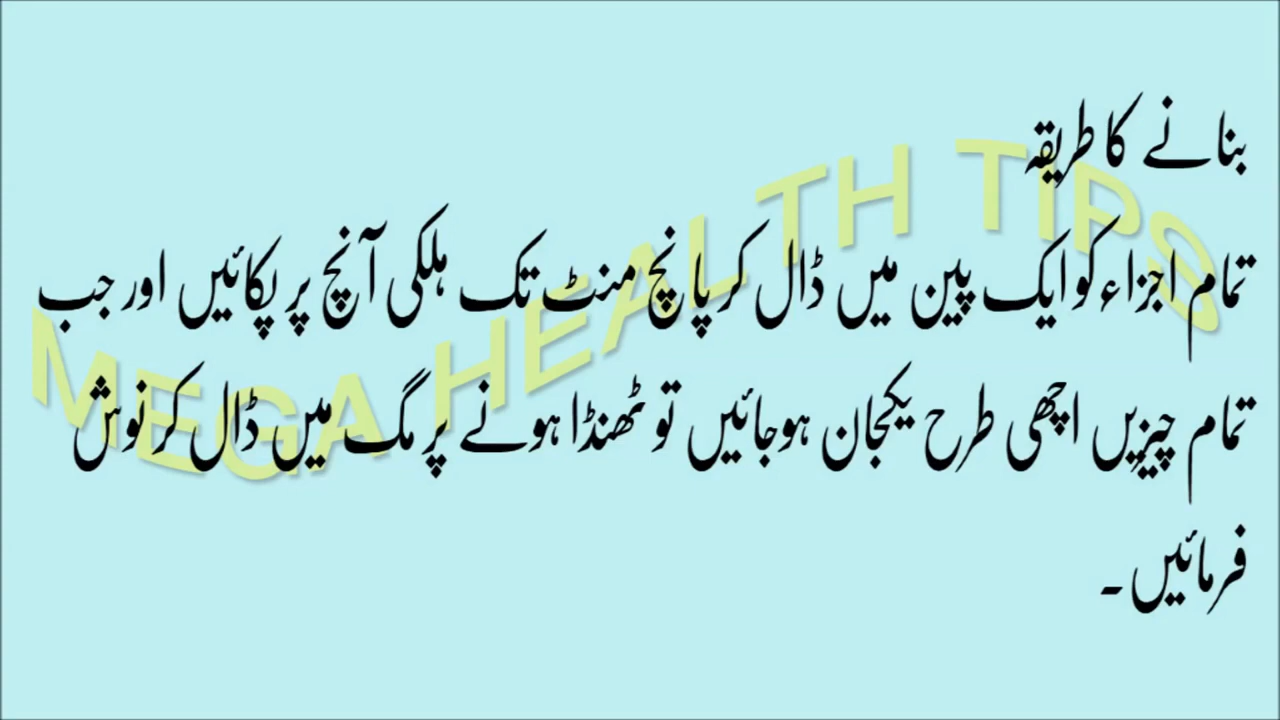 بنانے کا طریقہ
تمام اجزاء کو ایک پین میں ڈال کر پانچ منٹ تک ہلکی آنچ پر پکائیں اور جب
تمام چیزیں اچھی طرح یکجان ہوجائیں تو ٹھنڈا ہونے پر مگ میں ڈال کر نوش
فرمائیں۔
MEGA HEALTH TIPS